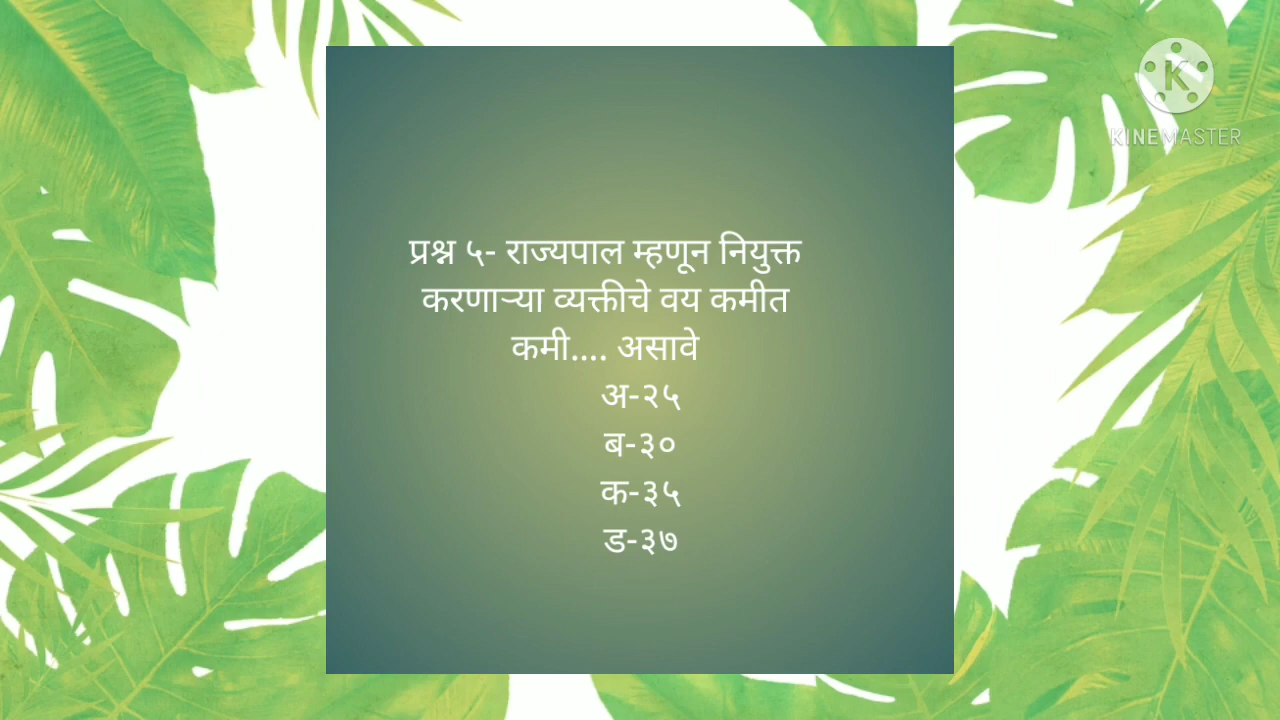 KINEMASTER
प्रश्न ५- राज्यपाल म्हणून नियुक्त
करणाऱ्या व्यक्तीचे वय कमीत
कमी.... असावे
अ-२५
ब-३०
क-३५
ड-३७